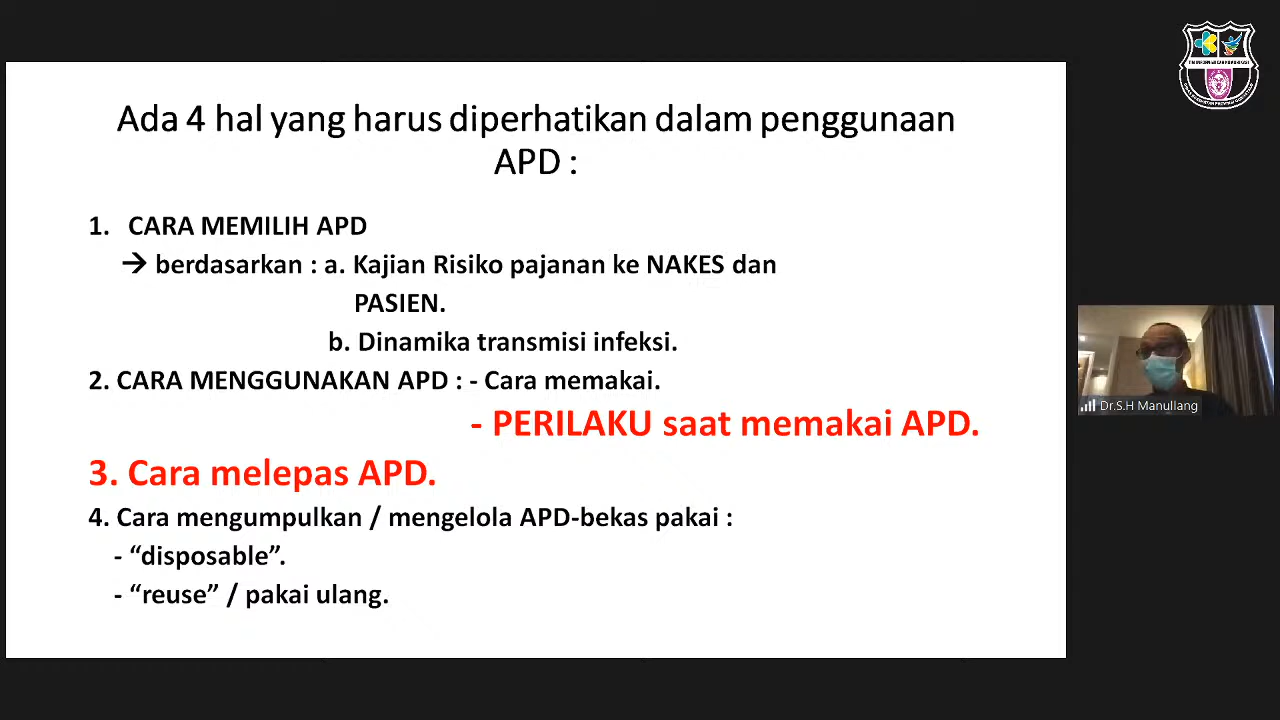 Ada 4 hal yang harus diperhatikan dalam penggunaan
APD :
1. CARA MEMILIH APD
→ berdasarkan : a. Kajian Risiko pajanan ke NAKES dan
PASIEN.
b. Dinamika transmisi infeksi.
2. CARA MENGGUNAKAN APD : - Cara memakai.
- PERILAKU saat memakai APD.
3. Cara melepas APD.
4. Cara mengumpulkan / mengelola APD-bekas pakai :
- “disposable”.
- “reuse” / pakai ulang.
Dr.S.H Manullang